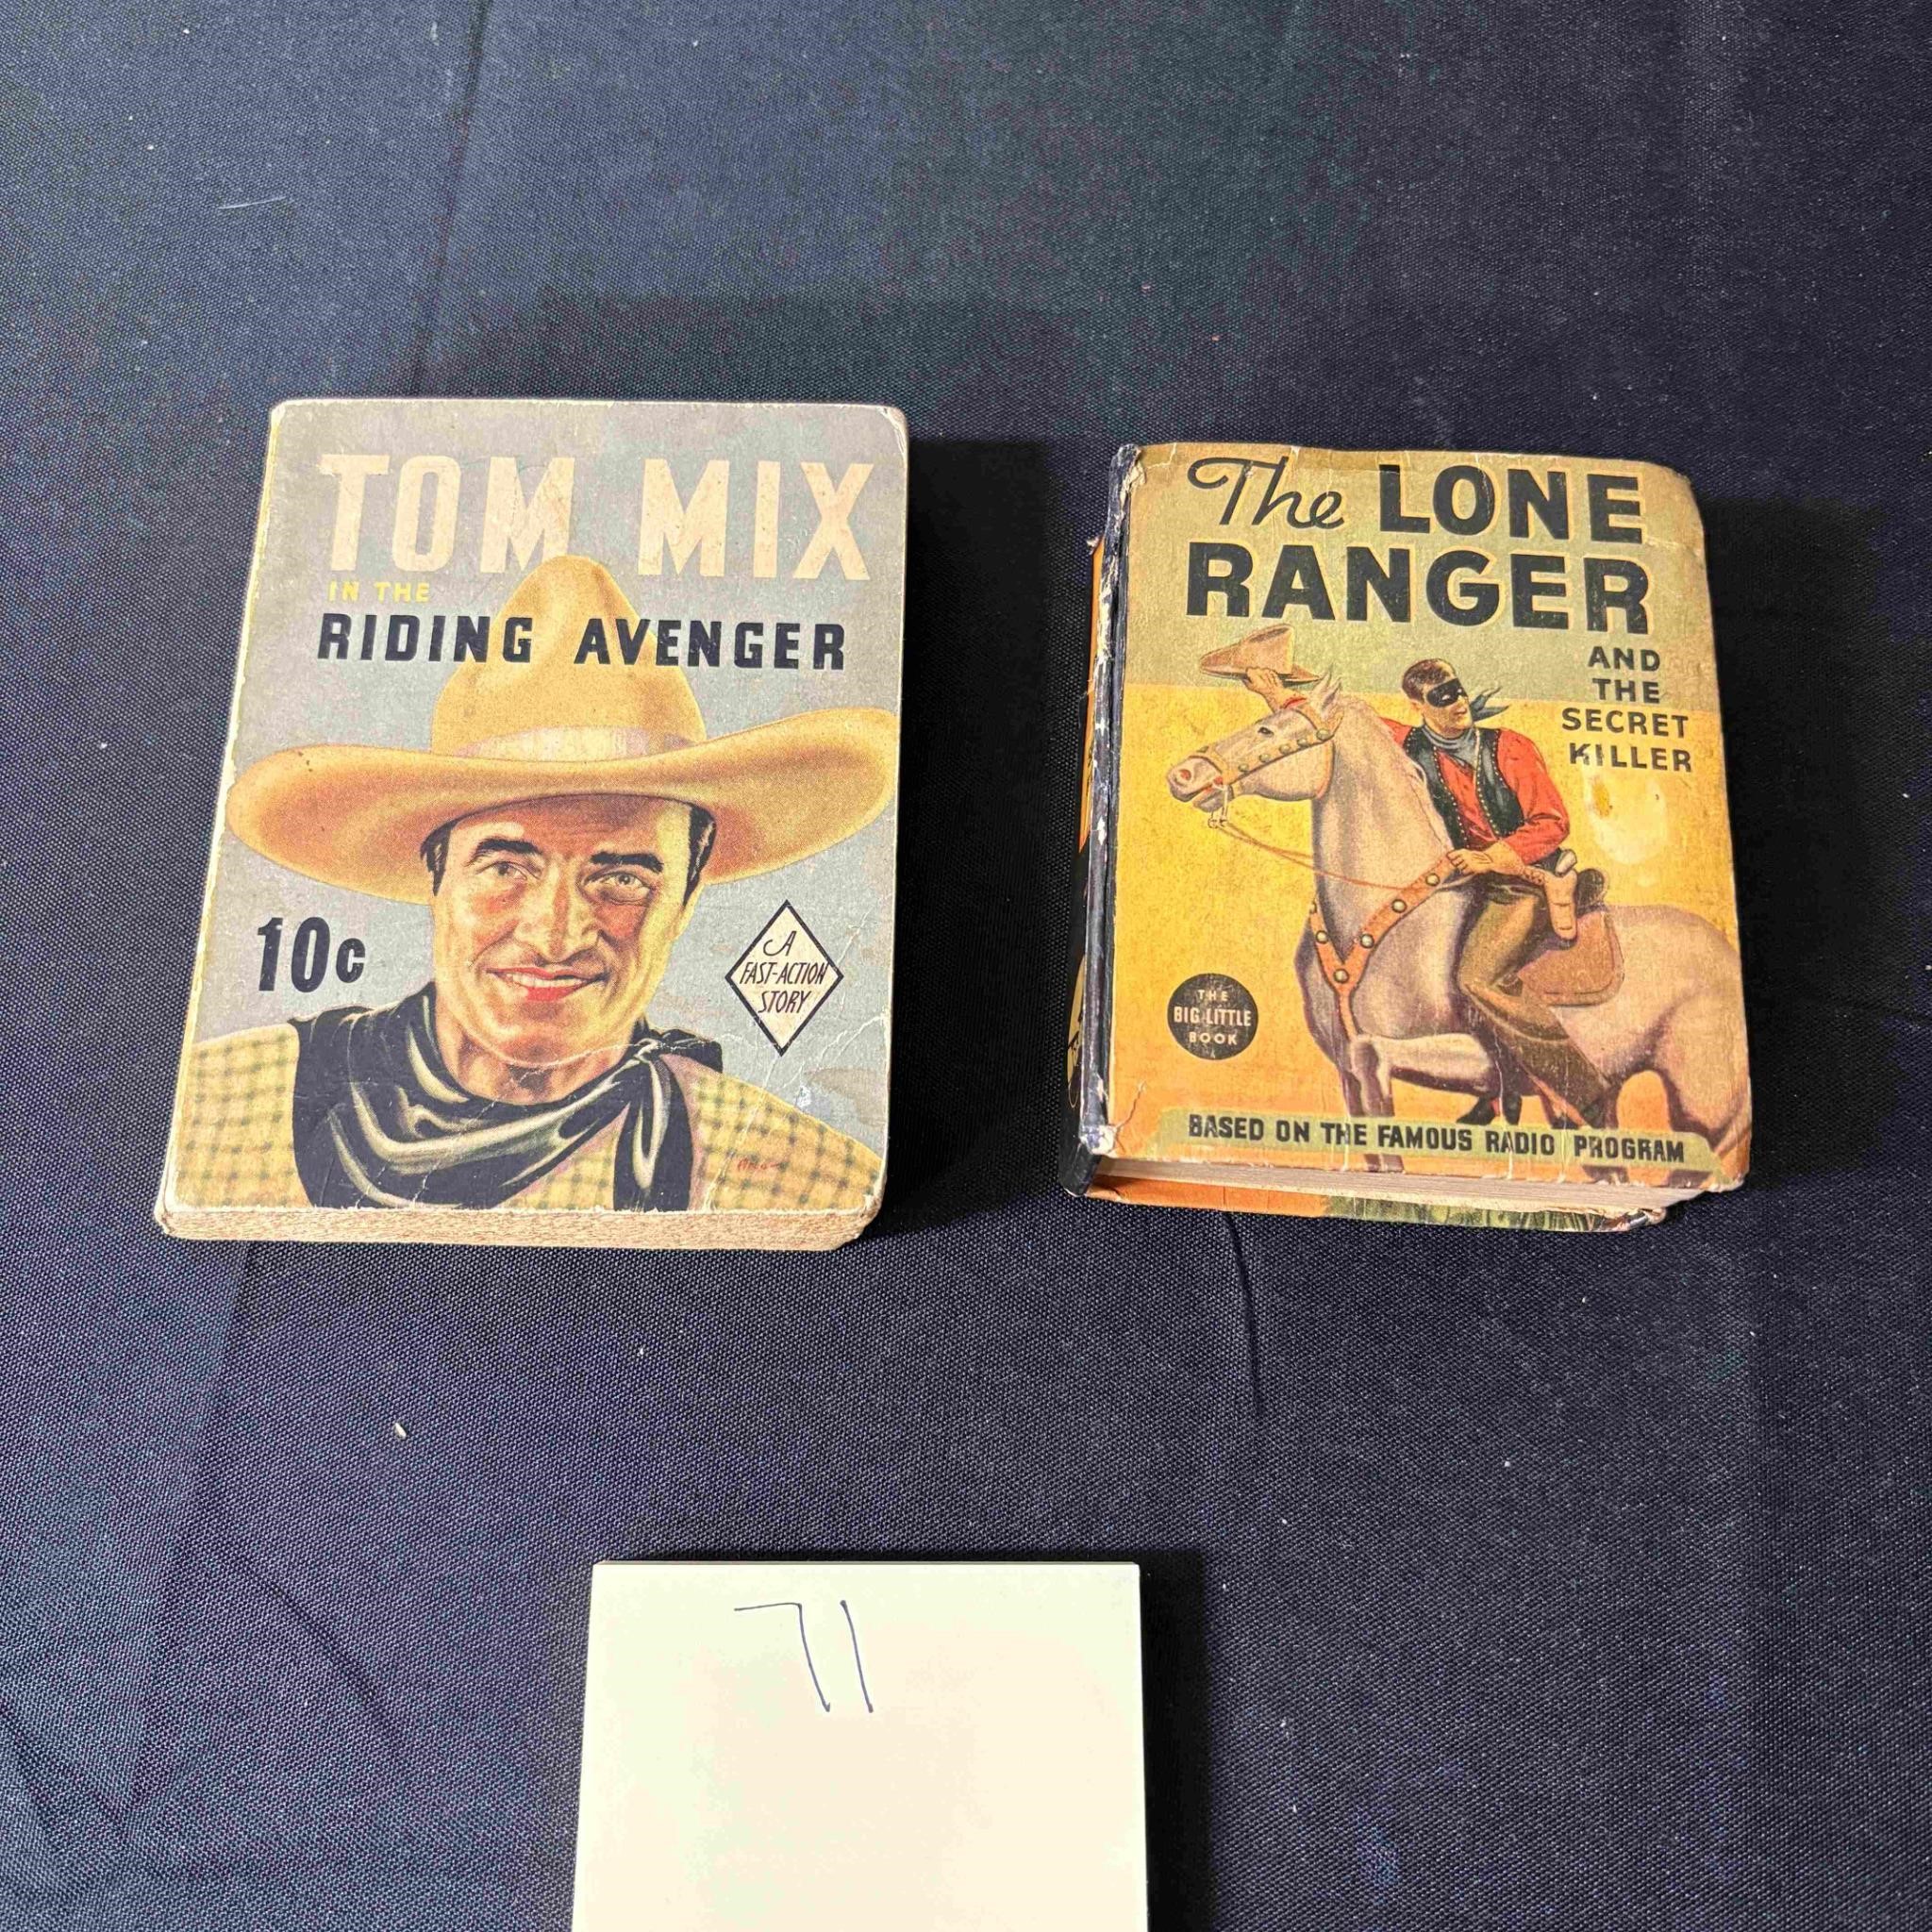 TOM MIX
IN THE
RIDING AVENGER
10c
A
FAST-ACTION
STORY
The LONE
RANGER
AND
THE
SECRET
KILLER
THE
BIG LITTLE
BOOK
BASED ON THE FAMOUS RADIO PROGRAM
71